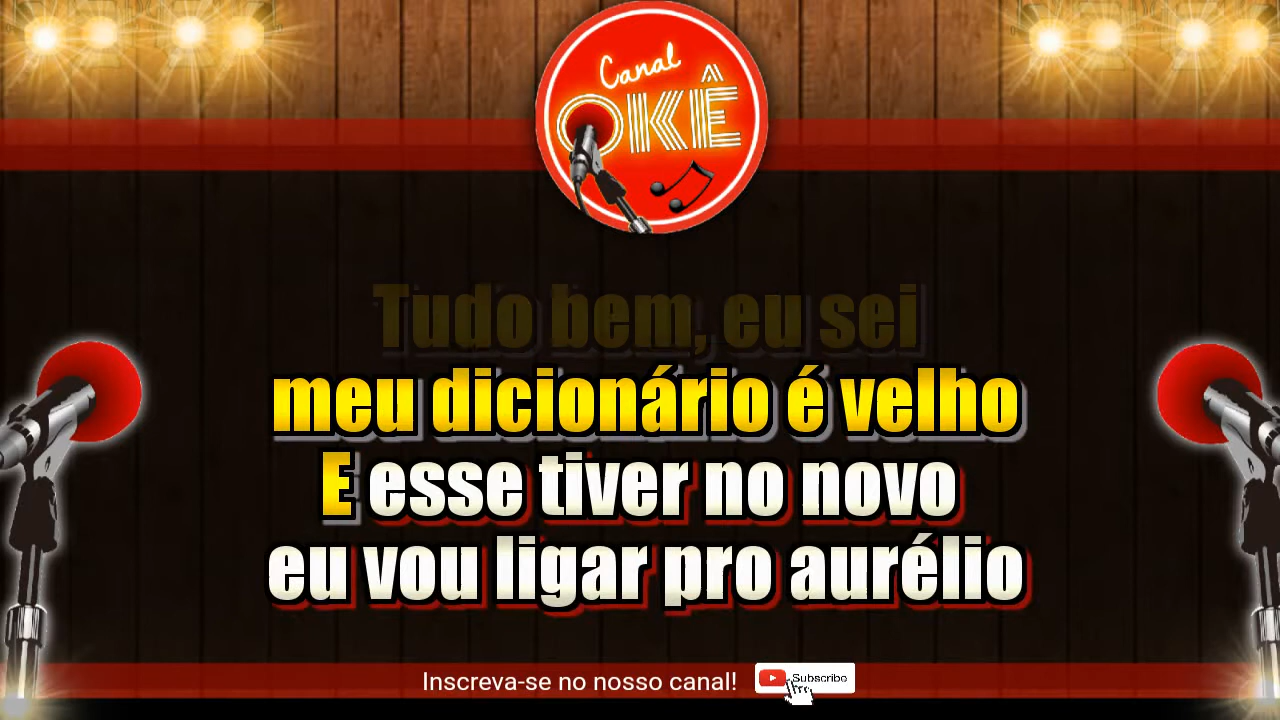 Canal
OKÊ
Tudo bem, eu sei
meu dicionário é velho
E esse tiver no novo
eu vou ligar pro aurélio
Inscreva-se no nosso canal!
Subscribe